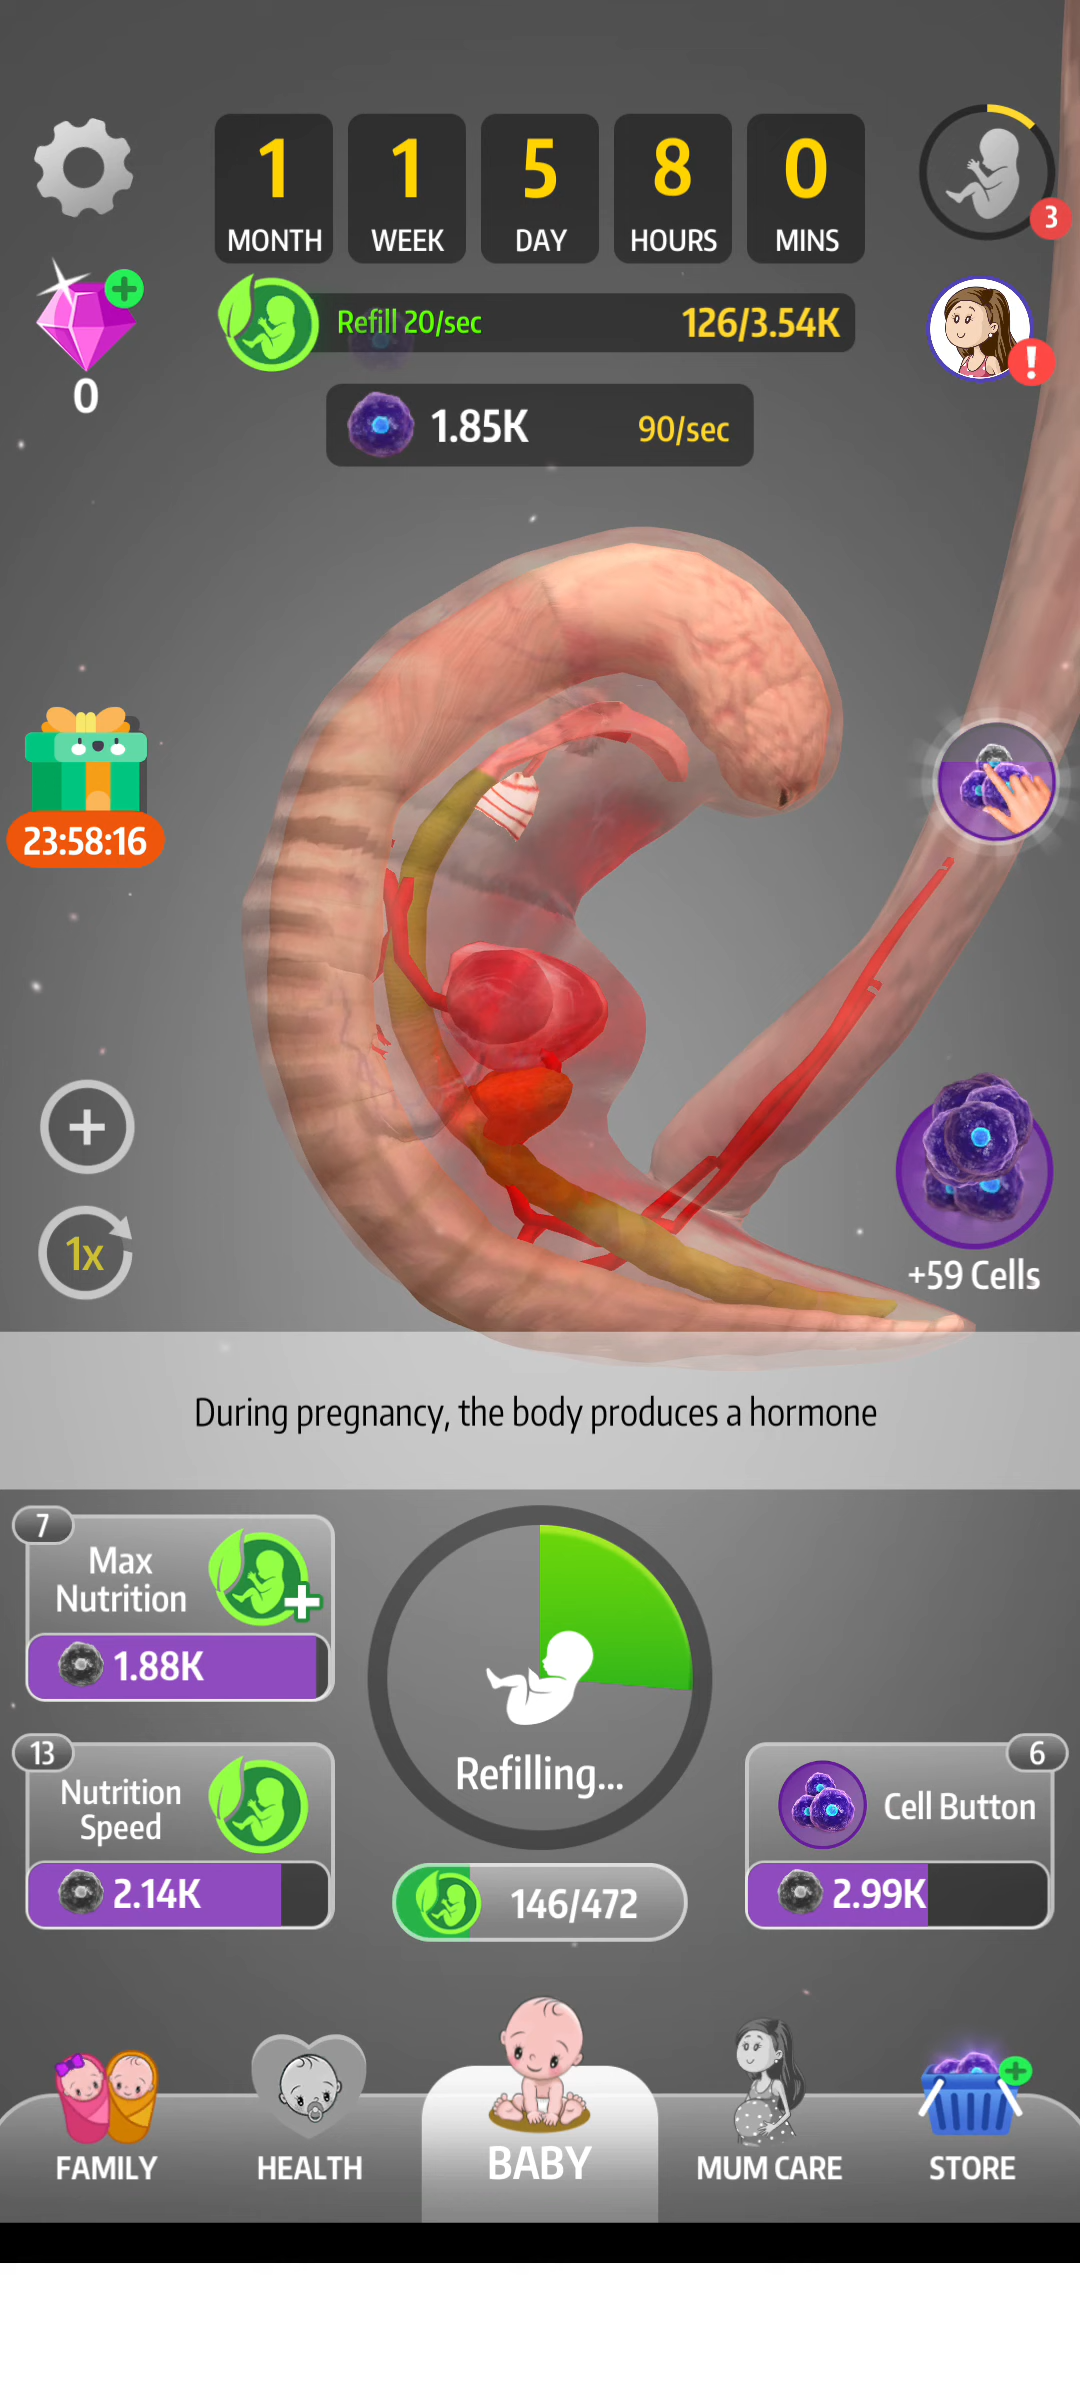 1 1 5 8 0
MONTH WEEK DAY HOURS MINS
3
Refill 20/sec 126/3.54K
!
0
1.85K 90/sec
23:58:16
1x
+59 Cells
During pregnancy, the body produces a hormone
7
Max
Nutrition
1.88K
Refilling...
13
Nutrition
Speed
2.14K
146/472
6
Cell Button
2.99K
FAMILY HEALTH BABY MUM CARE STORE